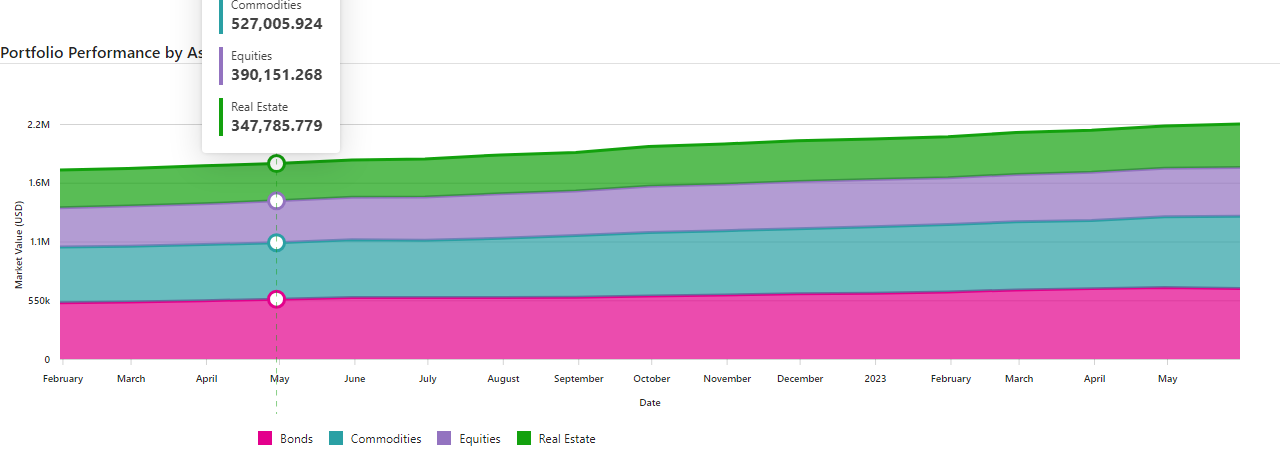 Commodities
527,005.924
Portfolio Performance by As
Equities
390,151.268
Real Estate
347,785.779
2.2M
1.6M
1.1M
550k
0
Market Value (USD)
February March April May June July August September October November December 2023 February March April May
Date
Bonds Commodities Equities Real Estate